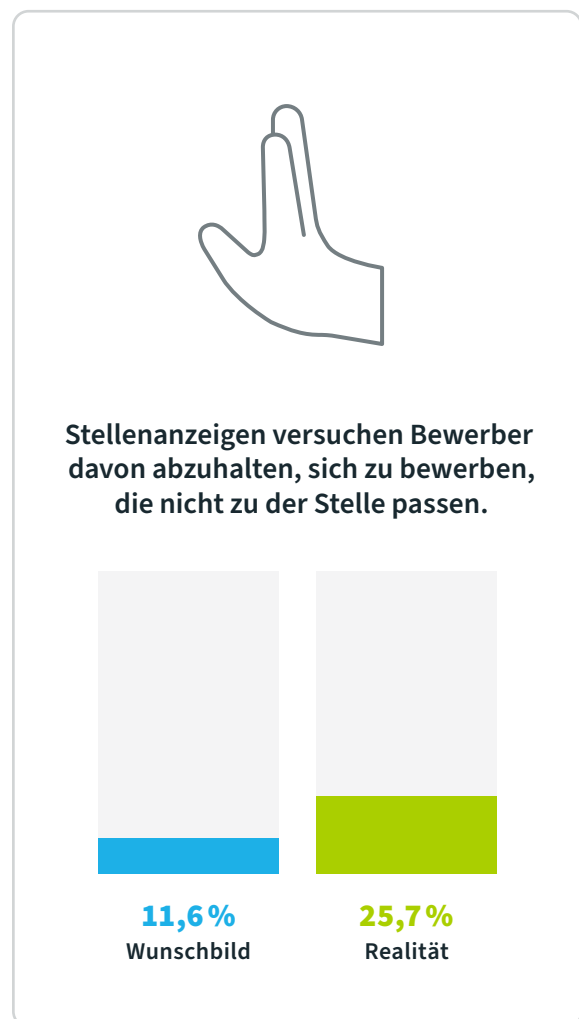 Stellenanzeigen versuchen Bewerber
davon abzuhalten, sich zu bewerben,
die nicht zu der Stelle passen.
11,6 %
Wunschbild
25,7 %
Realität